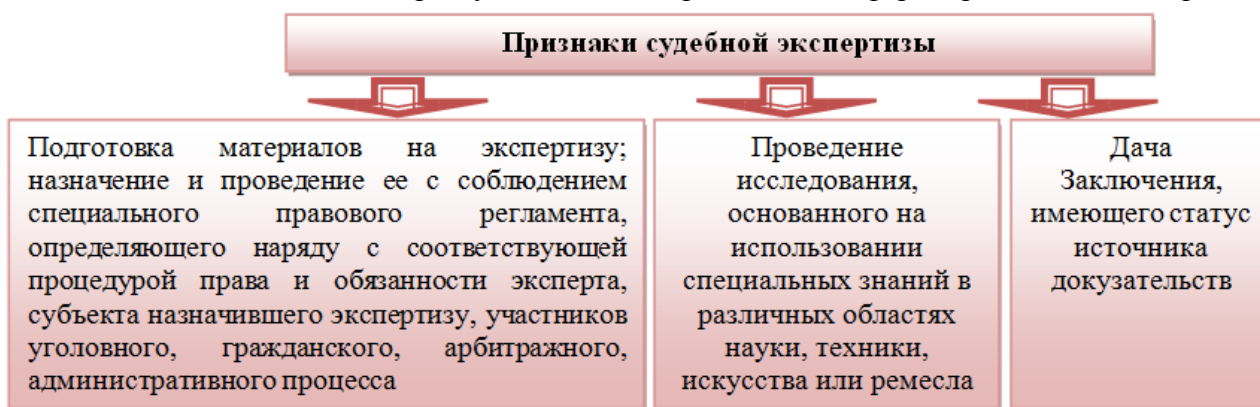 Признаки судебной экспертизы
Подготовка материалов на экспертизу;
назначение и проведение ее с соблюдением
специального правового регламента,
определяющего наряду с соответствующей
процедурой права и обязанности эксперта,
субъекта назначившего экспертизу, участников
уголовного, гражданского, арбитражного,
административного процесса
Проведение
исследования,
основанного на
использовании
специальных знаний в
различных областях
науки, техники,
искусства или ремесла
Дача
Заключения,
имеющего статус
источника
докузательств